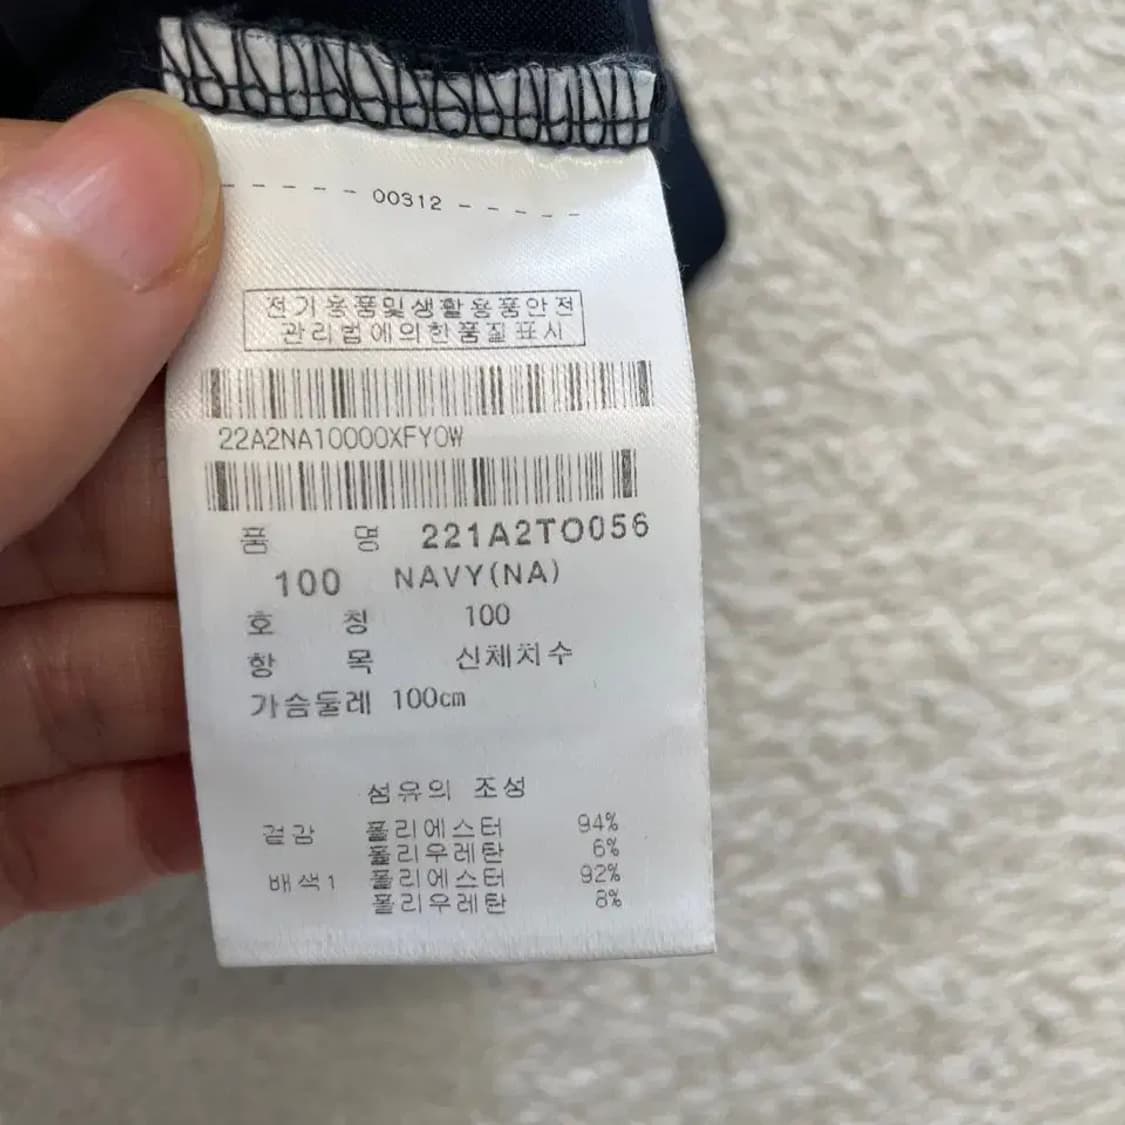 00312
전기용품및생활용품안전
관리법에의한품질표시
22A2NA10000XFYOW
품 명 221A2TO056
100 NAVY(NA)
호 칭 100
항 목 신체치수
가슴둘레 100cm
섬유의 조성
겉감 폴리에스터 94%
폴리우레탄 6%
배색1 폴리에스터 92%
폴리우레탄 8%